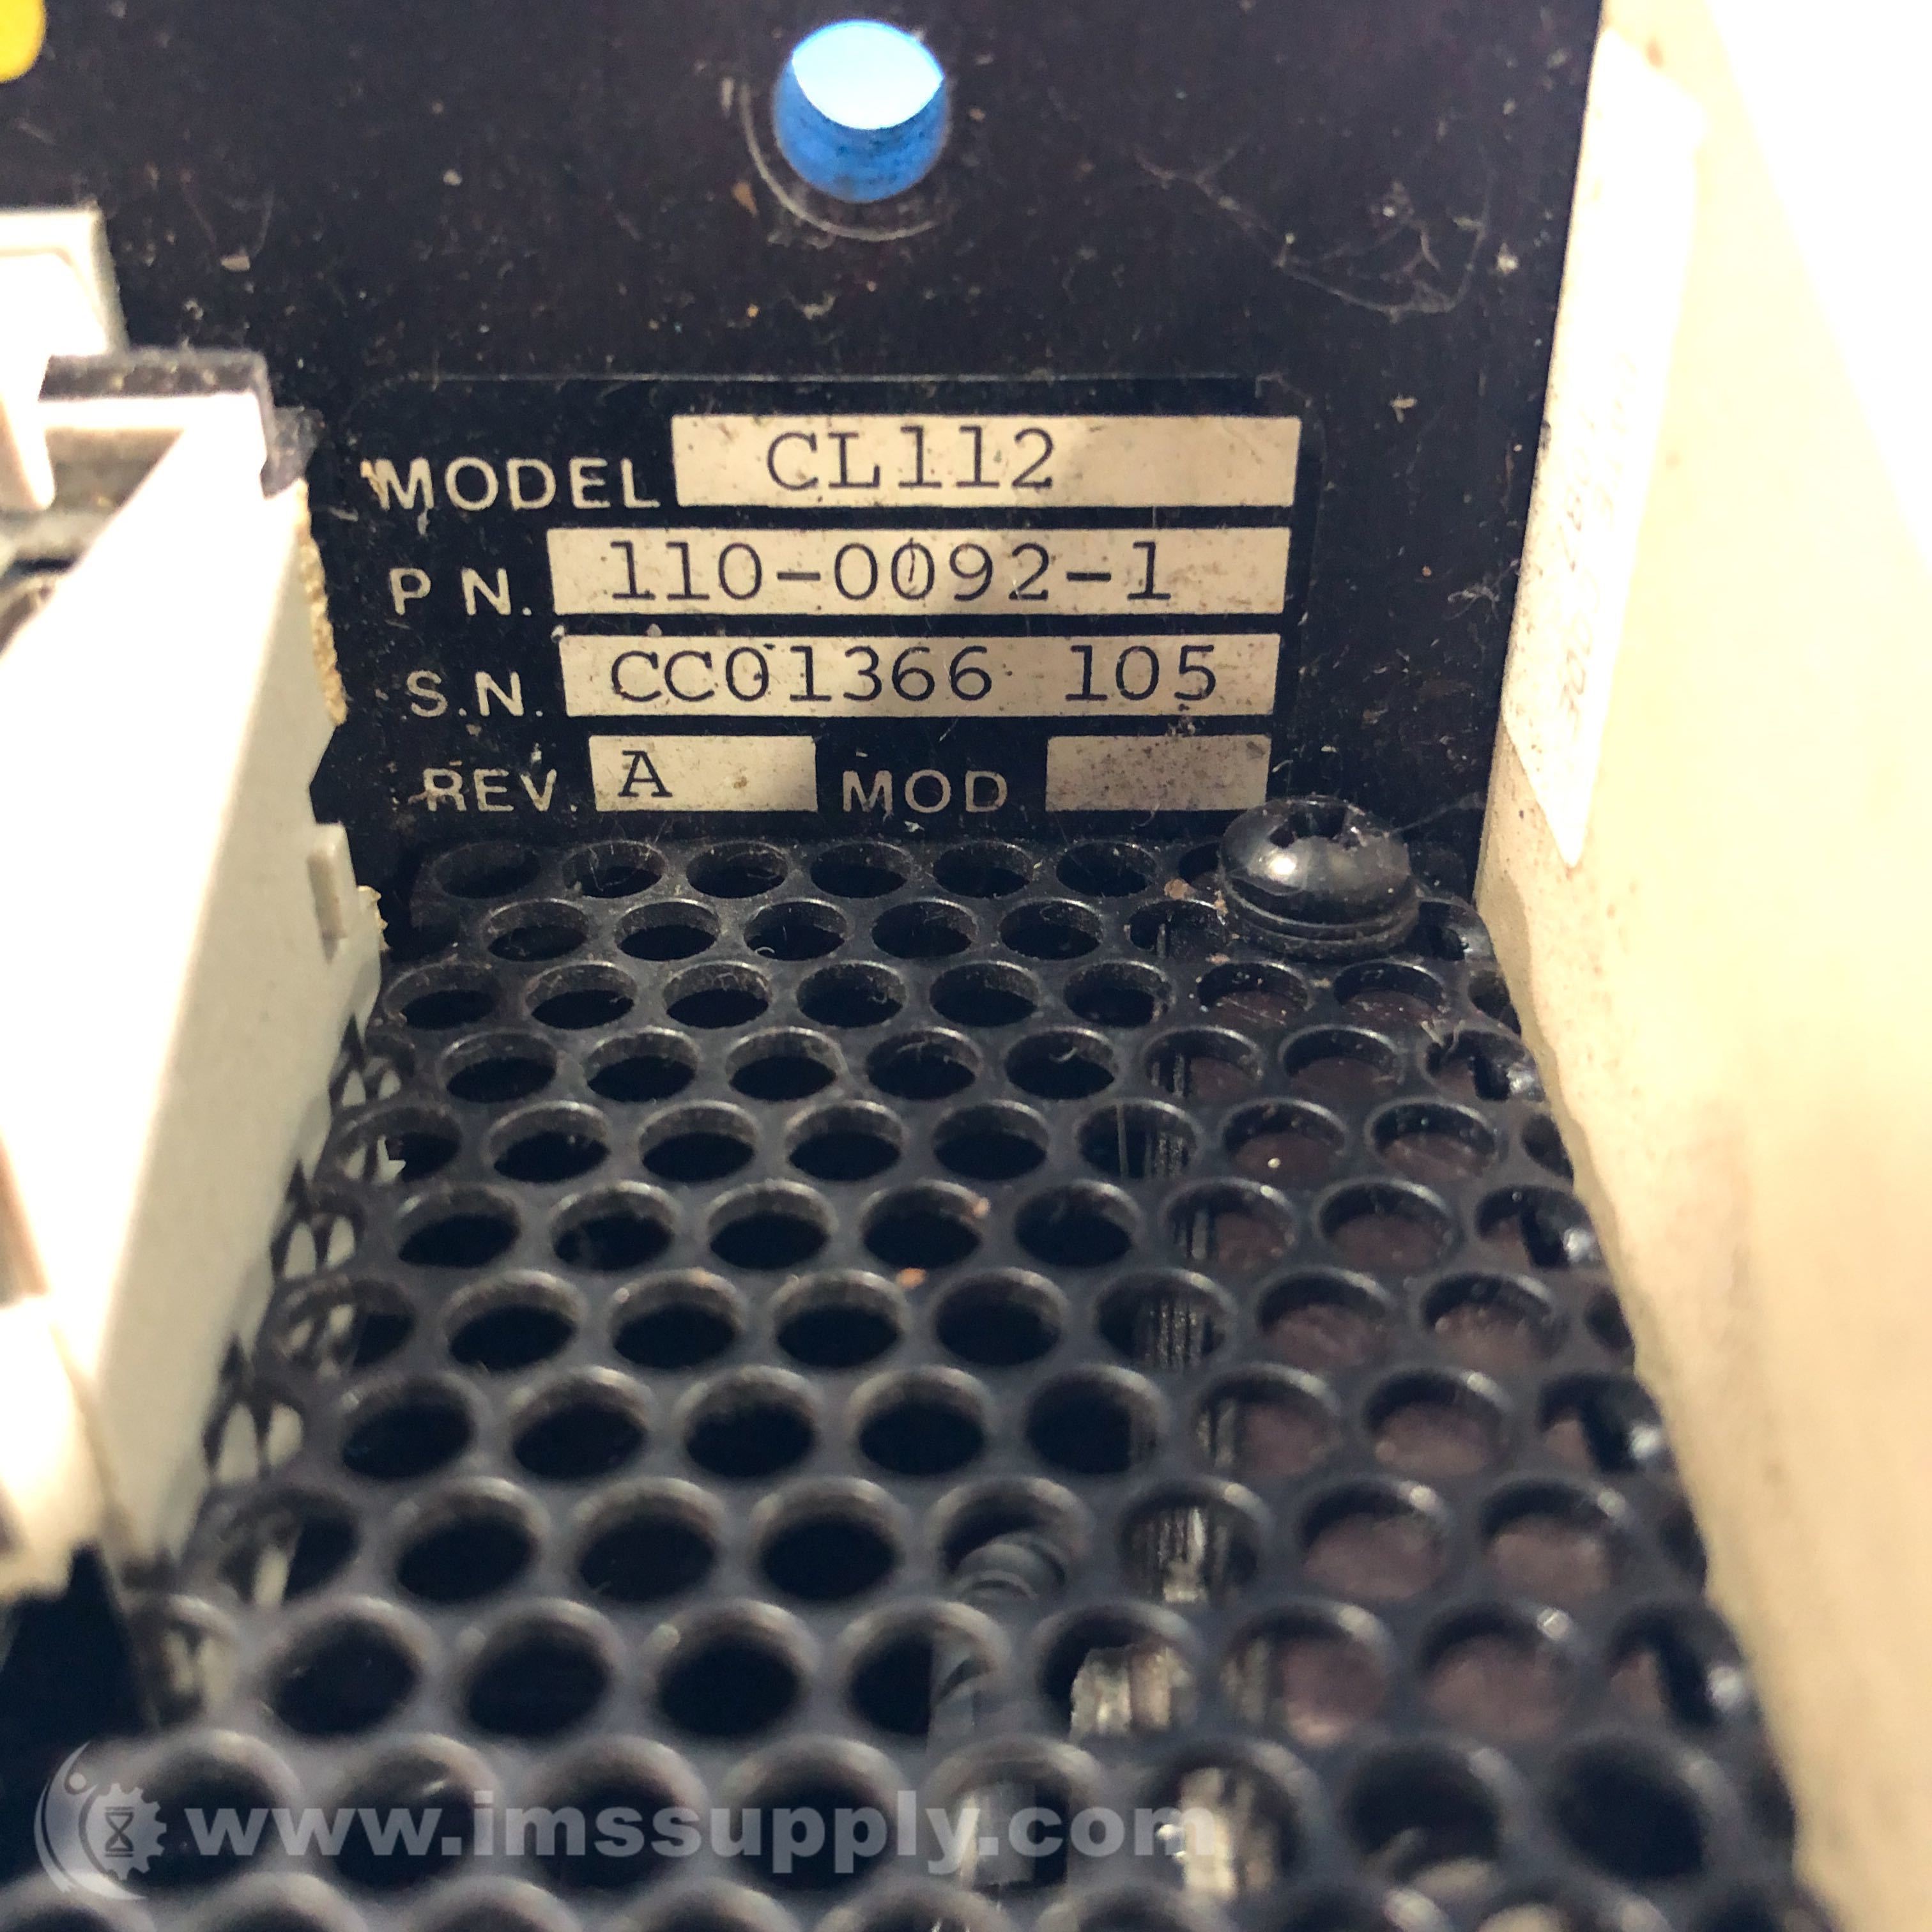 MODEL CL112
P N. 110-0092-1
S.N. CC01366 105
REV. A MOD
www.imssupply.com